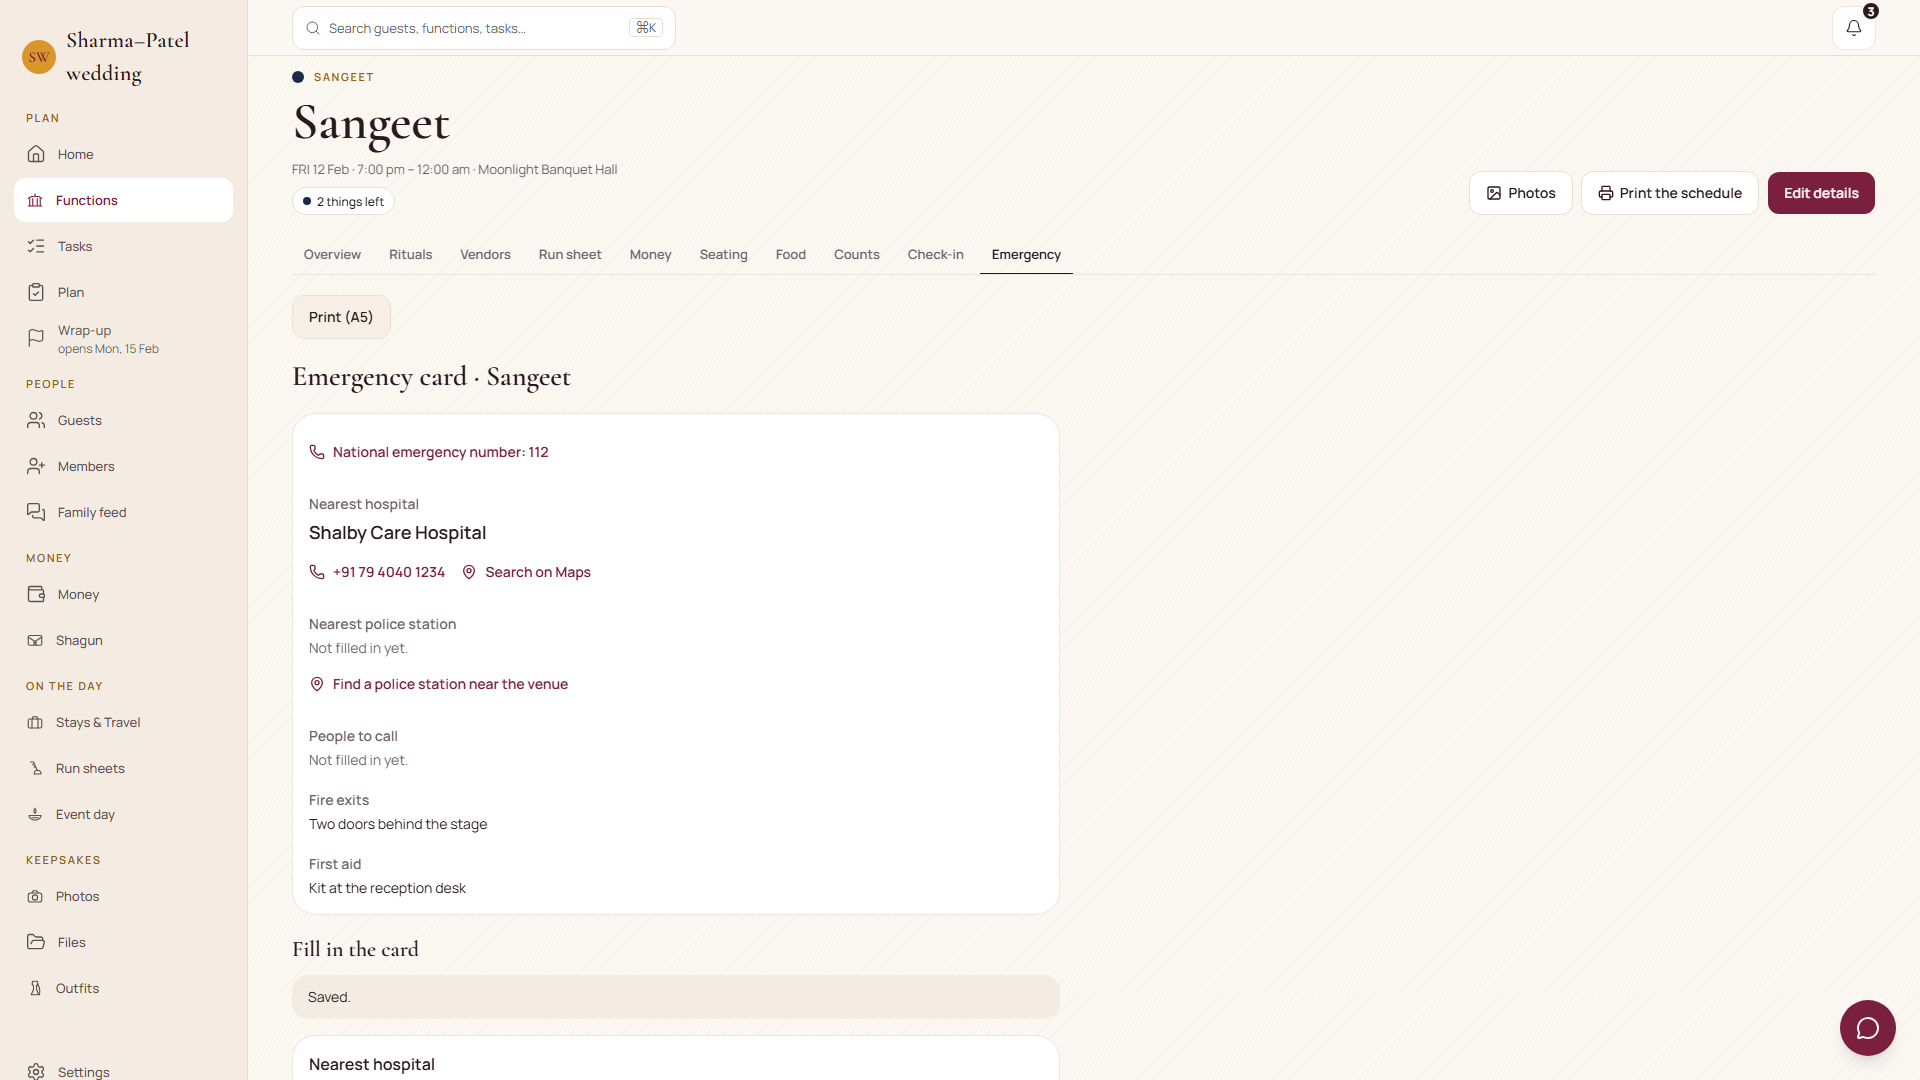 SW
Sharma–Patel
wedding
PLAN
Home
Functions
Tasks
Plan
Wrap-up
opens Mon, 15 Feb
PEOPLE
Guests
Members
Family feed
MONEY
Money
Shagun
ON THE DAY
Stays & Travel
Run sheets
Event day
KEEPSAKES
Photos
Files
Outfits
Settings
Search guests, functions, tasks…
⌘K
3
SANGEET
Sangeet
FRI 12 Feb · 7:00 pm – 12:00 am · Moonlight Banquet Hall
2 things left
Photos
Print the schedule
Edit details
Overview Rituals Vendors Run sheet Money Seating Food Counts Check-in Emergency
Print (A5)
Emergency card · Sangeet
National emergency number: 112
Nearest hospital
Shalby Care Hospital
+91 79 4040 1234 Search on Maps
Nearest police station
Not filled in yet.
Find a police station near the venue
People to call
Not filled in yet.
Fire exits
Two doors behind the stage
First aid
Kit at the reception desk
Fill in the card
Saved.
Nearest hospital